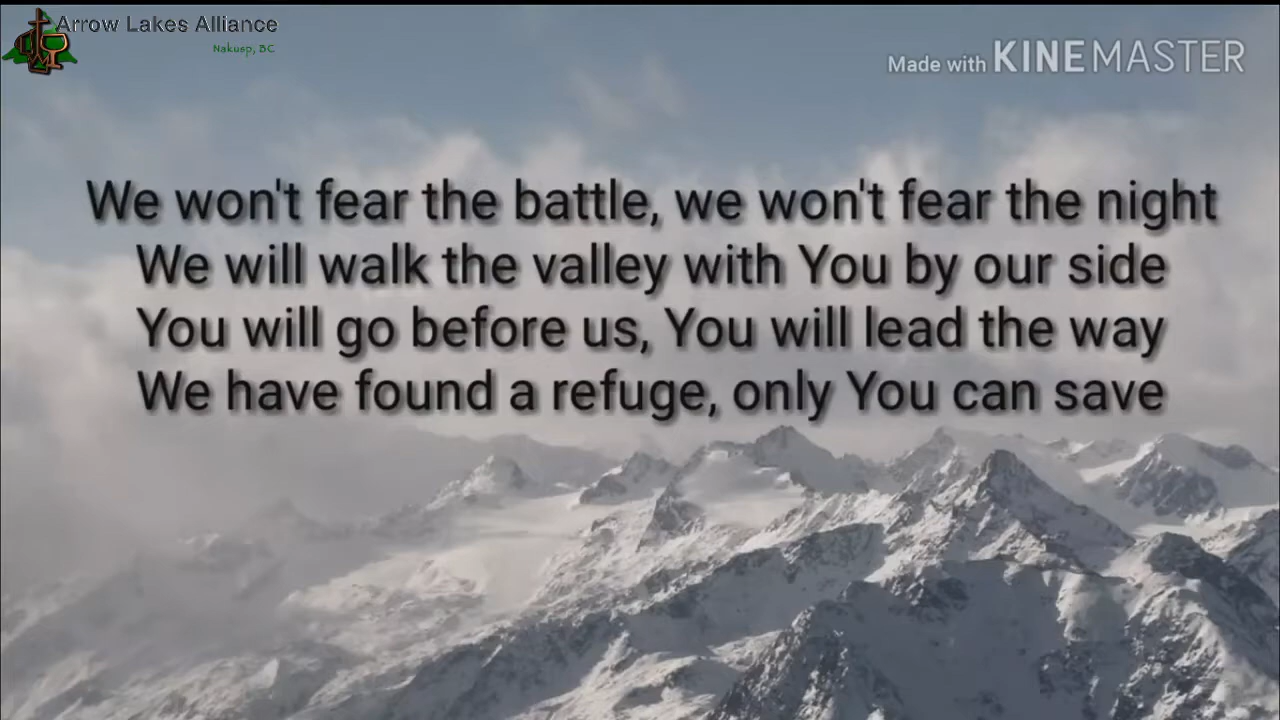 Arrow Lakes Alliance
Nakusp, BC
Made with KINEMASTER
We won't fear the battle, we won't fear the night
We will walk the valley with You by our side
You will go before us, You will lead the way
We have found a refuge, only You can save